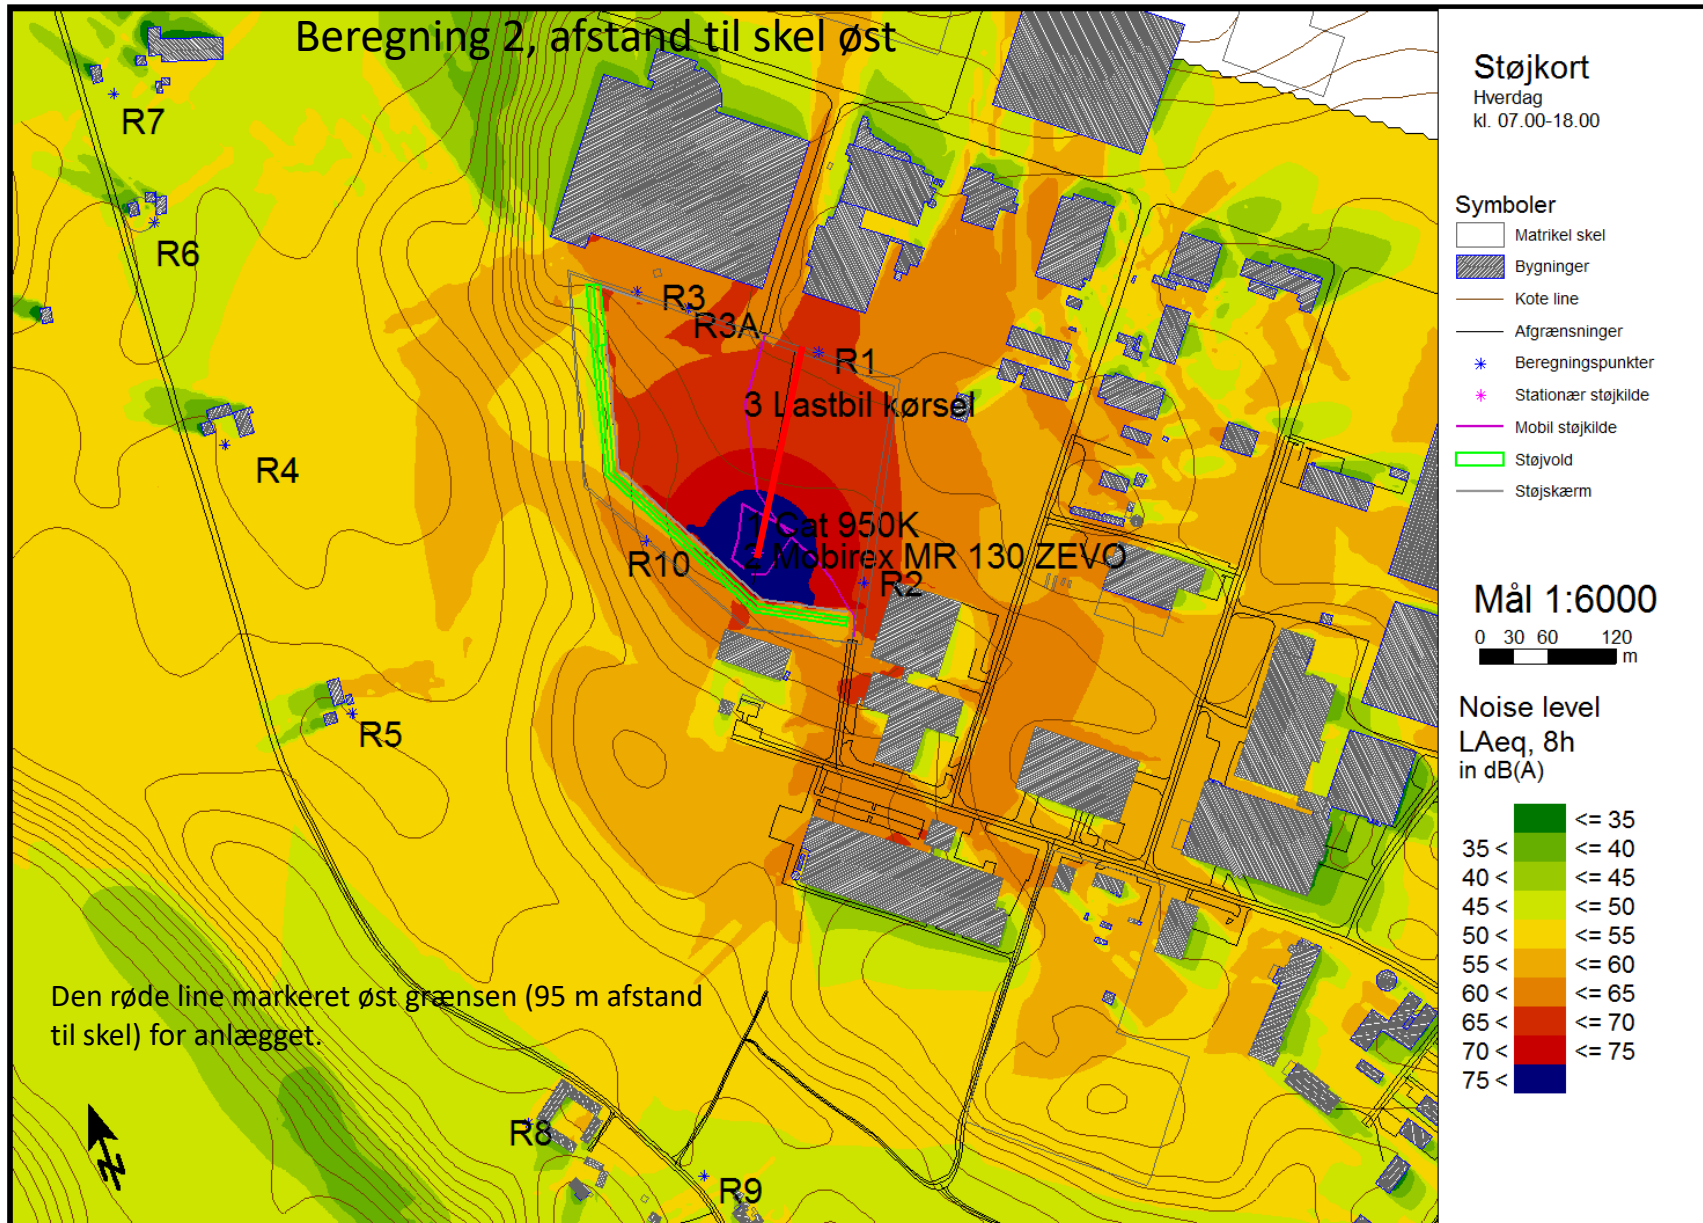 Beregning 2, afstand til skel øst
R7
R6
R3
R3A
R1
3 Lastbil kørsel
R4
1 Cat 950K
2 Mobirex MR 130 ZEVO
R10
R2
R5
Den røde line markeret øst grænsen (95 m afstand
til skel) for anlægget.
R8
R9
N
Støjkort
Hverdag
kl. 07.00-18.00
Symboler
Matrikel skel
Bygninger
Kote line
Afgrænsninger
Beregningspunkter
Stationær støjkilde
Mobil støjkilde
Støjvold
Støjskærm
Mål 1:6000
0 30 60 120
m
Noise level
LAeq, 8h
in dB(A)
<= 35
35 < <= 40
40 < <= 45
45 < <= 50
50 < <= 55
55 < <= 60
60 < <= 65
65 < <= 70
70 < <= 75
75 <